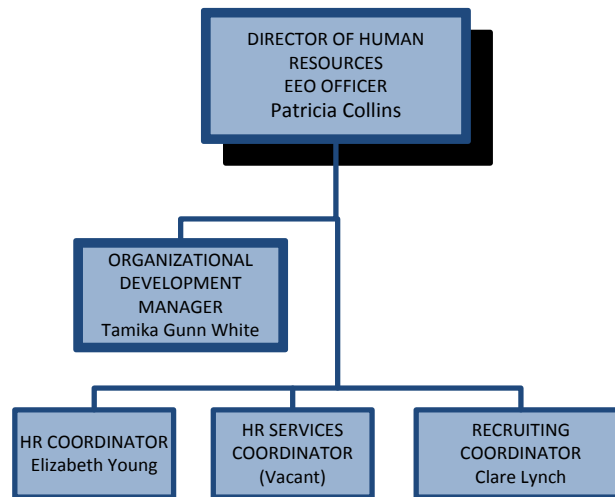 DIRECTOR OF HUMAN
RESOURCES
EEO OFFICER
Patricia Collins
ORGANIZATIONAL
DEVELOPMENT
MANAGER
Tamika Gunn White
HR COORDINATOR
Elizabeth Young
HR SERVICES
COORDINATOR
(Vacant)
RECRUITING
COORDINATOR
Clare Lynch